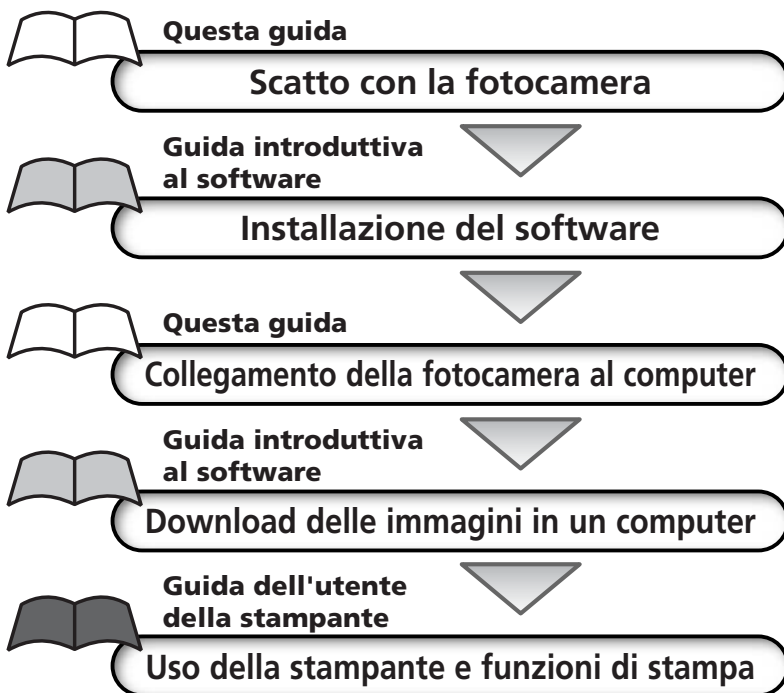 Questa guida
Scatto con la fotocamera
Guida introduttiva
al software
Installazione del software
Questa guida
Collegamento della fotocamera al computer
Guida introduttiva
al software
Download delle immagini in un computer
Guida dell'utente
della stampante
Uso della stampante e funzioni di stampa